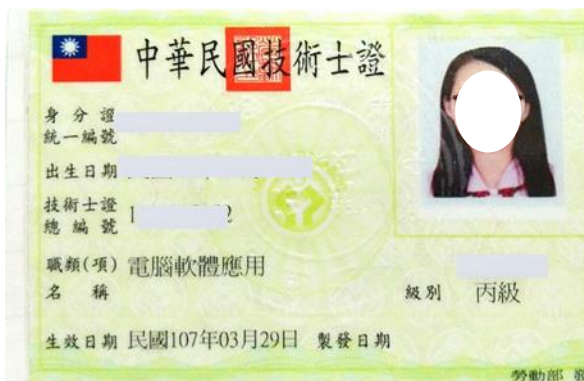 中華民國技術士證
身分證
統一編號
出生日期
技術士證
總編號
職類(項) 電腦軟體應用
名稱
級別 丙級
生效日期 民國107年03月29日 製發日期
勞動部